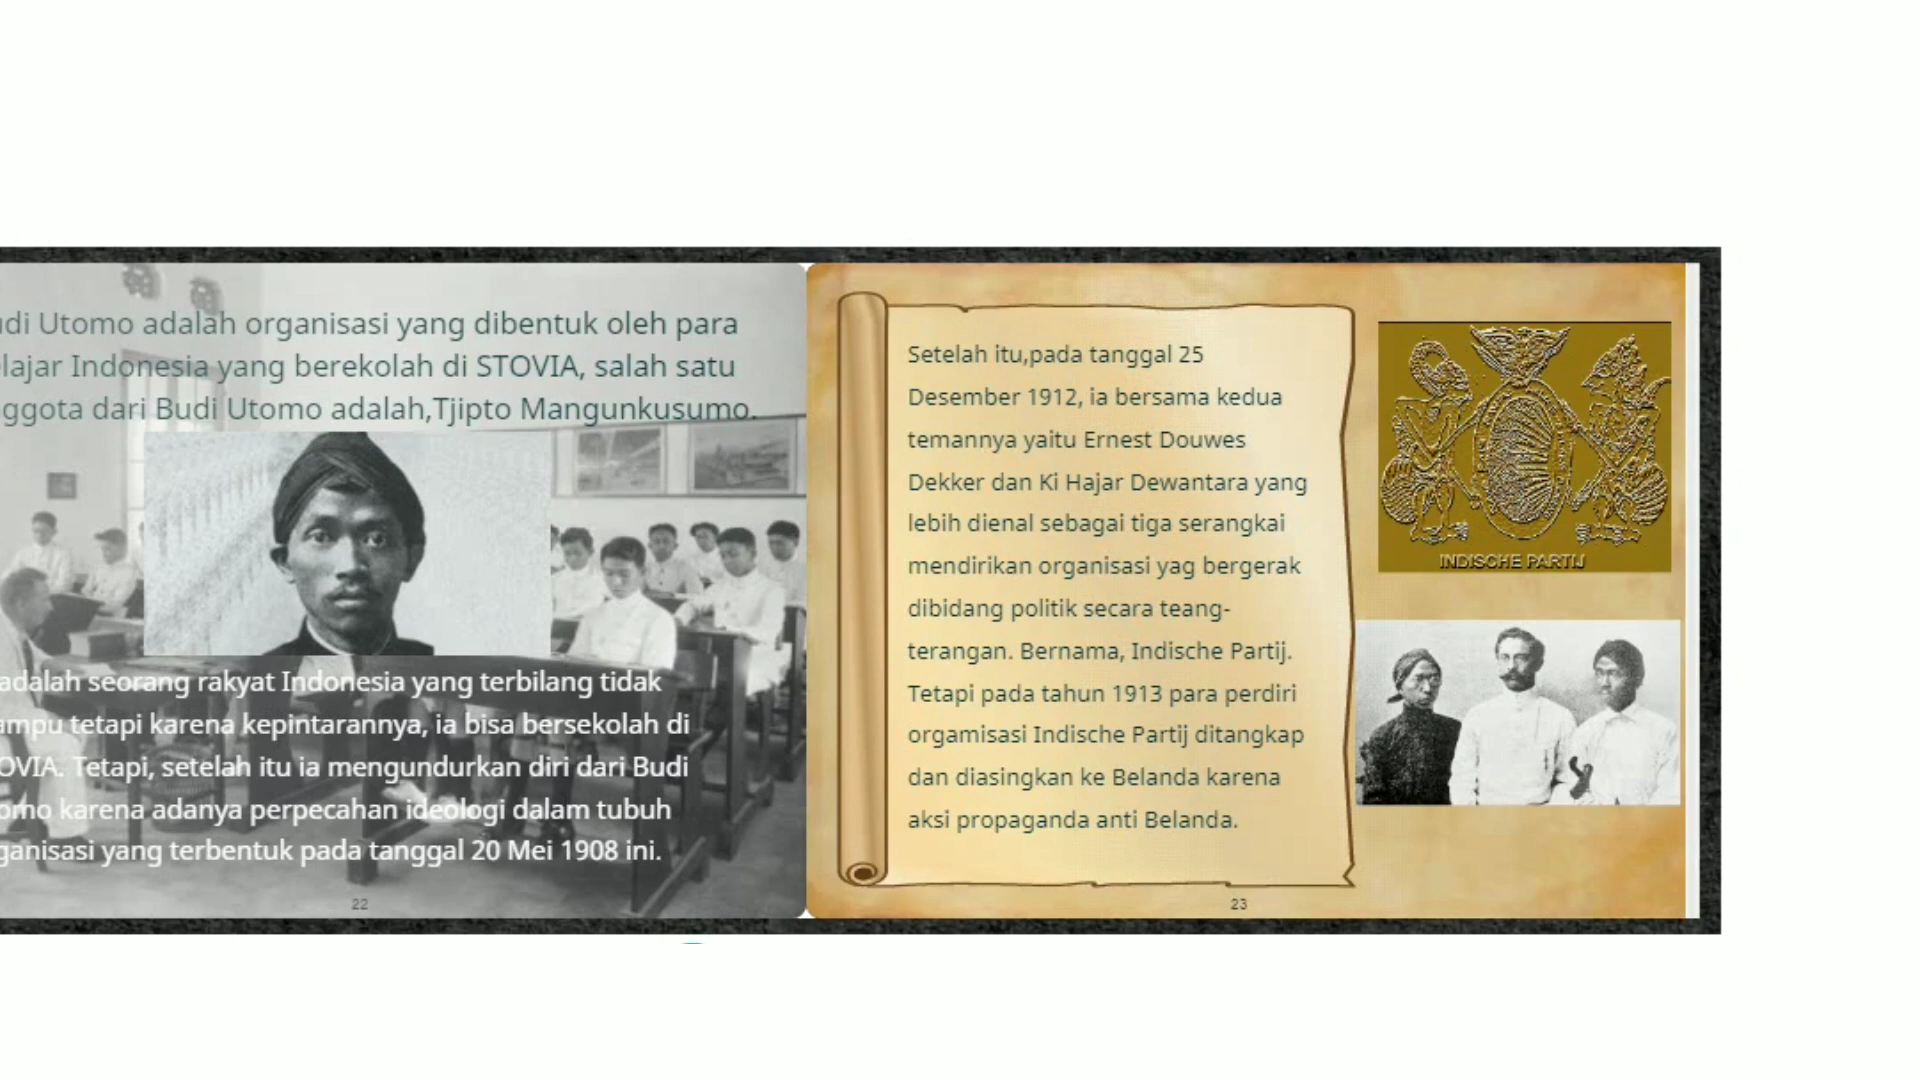 udi Utomo adalah organisasi yang dibentuk oleh para
elajar Indonesia yang berekolah di STOVIA, salah satu
ggota dari Budi Utomo adalah,Tjipto Mangunkusumo.
adalah seorang rakyat Indonesia yang terbilang tidak
ampu tetapi karena kepintarannya, ia bisa bersekolah di
OVIA. Tetapi, setelah itu ia mengundurkan diri dari Budi
omo karena adanya perpecahan ideologi dalam tubuh
ganisasi yang terbentuk pada tanggal 20 Mei 1908 ini.
22
Setelah itu,pada tanggal 25
Desember 1912, ia bersama kedua
temannya yaitu Ernest Douwes
Dekker dan Ki Hajar Dewantara yang
lebih dienal sebagai tiga serangkai
mendirikan organisasi yag bergerak
dibidang politik secara teang-
terangan. Bernama, Indische Partij.
Tetapi pada tahun 1913 para perdiri
orgamisasi Indische Partij ditangkap
dan diasingkan ke Belanda karena
aksi propaganda anti Belanda.
INDISCHE PARTIJ
23